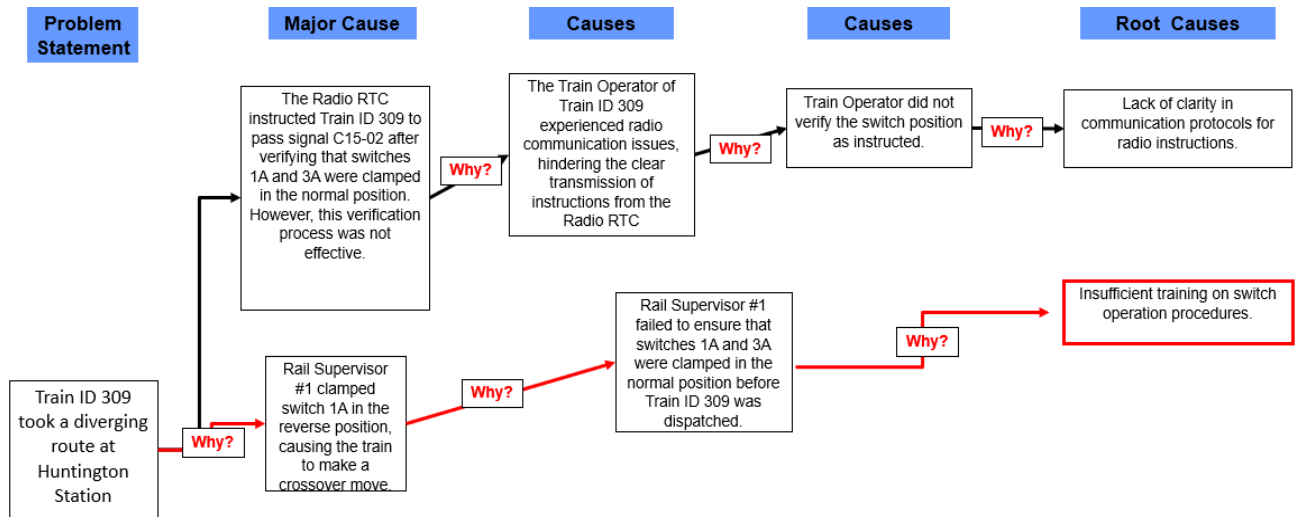 Problem
Statement
Major Cause
Causes
Causes
Root  Causes
The Radio RTC
instructed Train ID 309 to
pass signal C15-02 after
verifying that switches
1A and 3A were clamped
in the normal position.
However, this verification
process was not
effective.
Why?
The Train Operator of
Train ID 309
experienced radio
communication issues,
hindering the clear
transmission of
instructions from the
Radio RTC
Why?
Train Operator did not
verify the switch position
as instructed.
Why?
Lack of clarity in
communication protocols for
radio instructions.
Train ID 309
took a diverging
route at
Huntington
Station
Why?
Rail Supervisor
#1 clamped
switch 1A in the
reverse position,
causing the train
to make a
crossover move.
Why?
Rail Supervisor #1
failed to ensure that
switches 1A and 3A
were clamped in the
normal position before
Train ID 309 was
dispatched.
Why?
Insufficient training on switch
operation procedures.